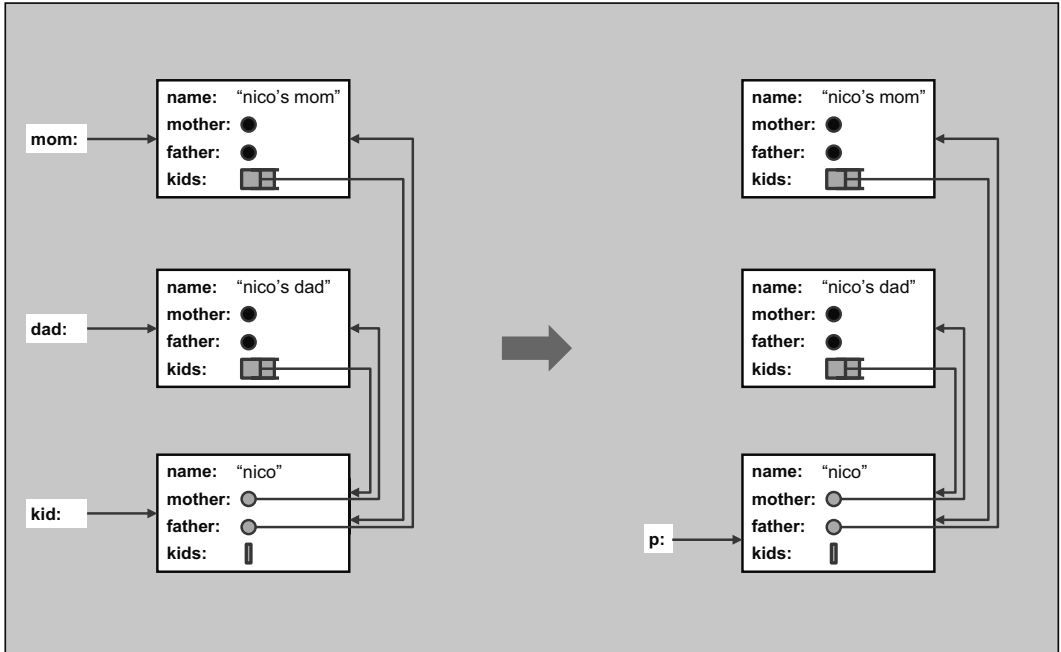 name: “nico’s mom”
mother:
father:
kids:
mom:
name: “nico’s dad”
mother:
father:
kids:
dad:
name: “nico”
mother:
father:
kids:
kid:
name: “nico’s mom”
mother:
father:
kids:
name: “nico’s dad”
mother:
father:
kids:
name: “nico”
mother:
father:
kids:
p: